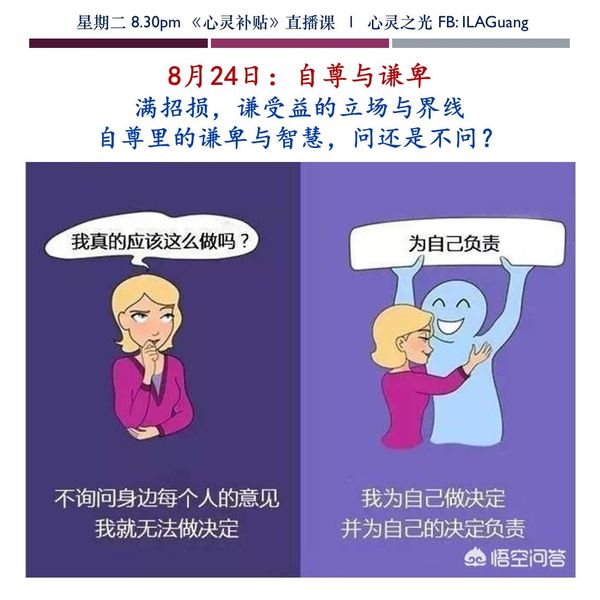 星期二 8.30pm 《心灵补贴》直播课 | 心灵之光 FB: ILAGuang
8月24日：自尊与谦卑
满招损，谦受益的立场与界线
自尊里的谦卑与智慧，问还是不问？
我真的应该这么做吗？
不询问身边每个人的意见
我就无法做决定
为自己负责
我为自己做决定
并为自己的决定负责
悟空问答